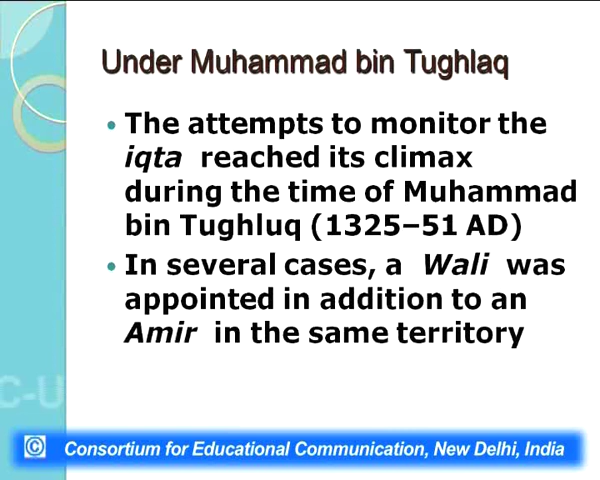 Under Muhammad bin Tughlaq
• The attempts to monitor the
iqta reached its climax
during the time of Muhammad
bin Tughluq (1325–51 AD)
• In several cases, a Wali was
appointed in addition to an
Amir in the same territory
C-U
© Consortium for Educational Communication, New Delhi, India